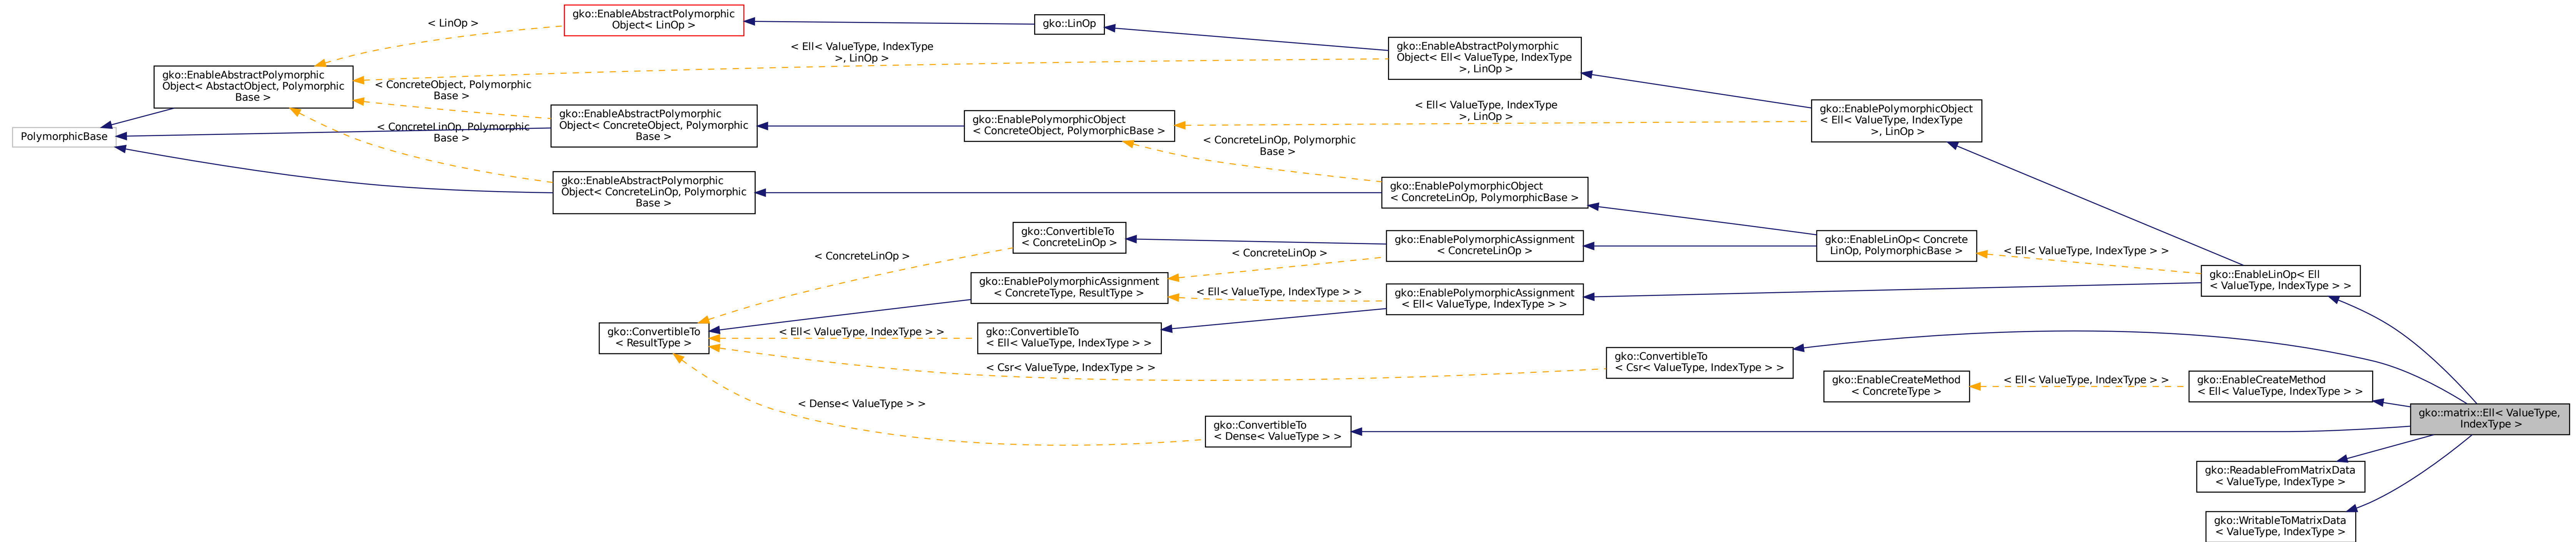 gko::EnableAbstractPolymorphic
Object< LinOp >
< LinOp >
gko::LinOp
< Ell< ValueType, IndexType
>, LinOp >
gko::EnableAbstractPolymorphic
Object< Ell< ValueType, IndexType
>, LinOp >
gko::EnableAbstractPolymorphic
Object< AbstactObject, Polymorphic
Base >
< ConcreteObject, Polymorphic
Base >
gko::EnableAbstractPolymorphic
Object< ConcreteObject, Polymorphic
Base >
gko::EnablePolymorphicObject
< ConcreteObject, PolymorphicBase >
< Ell< ValueType, IndexType
>, LinOp >
gko::EnablePolymorphicObject
< Ell< ValueType, IndexType
>, LinOp >
PolymorphicBase
< ConcreteLinOp, Polymorphic
Base >
< ConcreteLinOp, Polymorphic
Base >
gko::EnableAbstractPolymorphic
Object< ConcreteLinOp, Polymorphic
Base >
gko::EnablePolymorphicObject
< ConcreteLinOp, PolymorphicBase >
gko::ConvertibleTo
< ConcreteLinOp >
gko::EnablePolymorphicAssignment
< ConcreteLinOp >
gko::EnableLinOp< Concrete
LinOp, PolymorphicBase >
< Ell< ValueType, IndexType > >
< ConcreteLinOp >
< ConcreteLinOp >
gko::EnableLinOp< Ell
< ValueType, IndexType > >
gko::EnablePolymorphicAssignment
< ConcreteType, ResultType >
< Ell< ValueType, IndexType > >
gko::EnablePolymorphicAssignment
< Ell< ValueType, IndexType > >
gko::ConvertibleTo
< ResultType >
< Ell< ValueType, IndexType > >
gko::ConvertibleTo
< Ell< ValueType, IndexType > >
< Csr< ValueType, IndexType > >
gko::ConvertibleTo
< Csr< ValueType, IndexType > >
gko::EnableCreateMethod
< ConcreteType >
< Ell< ValueType, IndexType > >
gko::EnableCreateMethod
< Ell< ValueType, IndexType > >
< Dense< ValueType > >
gko::ConvertibleTo
< Dense< ValueType > >
gko::matrix::Ell< ValueType,
IndexType >
gko::ReadableFromMatrixData
< ValueType, IndexType >
gko::WritableToMatrixData
< ValueType, IndexType >